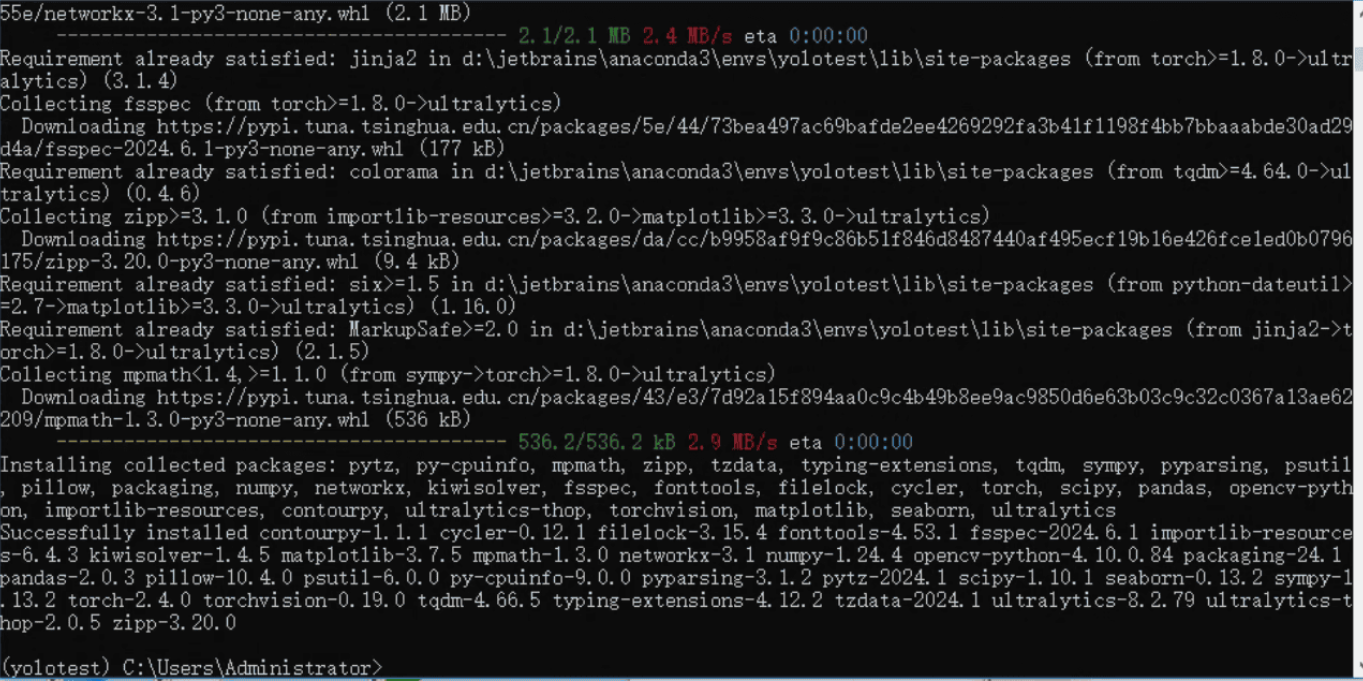 55e/networkx-3.1-py3-none-any.whl (2.1 MB)
---------------------------------------- 2.1/2.1 MB 2.4 MB/s eta 0:00:00
Requirement already satisfied: jinja2 in d:\jetbrains\anaconda3\envs\yolotest\lib\site-packages (from torch>=1.8.0->ultr
alytics) (3.1.4)
Collecting fsspec (from torch>=1.8.0->ultralytics)
Downloading https://pypi.tuna.tsinghua.edu.cn/packages/5e/44/73bea497ac69bafde2ee4269292fa3b41f1198f4bb7bbaaabde30ad29
d4a/fsspec-2024.6.1-py3-none-any.whl (177 kB)
Requirement already satisfied: colorama in d:\jetbrains\anaconda3\envs\yolotest\lib\site-packages (from tqdm>=4.64.0->ul
tralytics) (0.4.6)
Collecting zipp>=3.1.0 (from importlib-resources>=3.2.0->matplotlib>=3.3.0->ultralytics)
Downloading https://pypi.tuna.tsinghua.edu.cn/packages/da/cc/b9958af9f9c86b51f846d8487440af495ecf19b16e426fce1ed0b0796
175/zipp-3.20.0-py3-none-any.whl (9.4 kB)
Requirement already satisfied: six>=1.5 in d:\jetbrains\anaconda3\envs\yolotest\lib\site-packages (from python-dateutil>
=2.7->matplotlib>=3.3.0->ultralytics) (1.16.0)
Requirement already satisfied: MarkupSafe>=2.0 in d:\jetbrains\anaconda3\envs\yolotest\lib\site-packages (from jinja2->t
orch>=1.8.0->ultralytics) (2.1.5)
Collecting mpmath<1.4,>=1.1.0 (from sympy->torch>=1.8.0->ultralytics)
Downloading https://pypi.tuna.tsinghua.edu.cn/packages/43/e3/7d92a15f894aa0c9c4b49b8ee9ac9850d6e63b03c9c32c0367a13ae62
209/mpmath-1.3.0-py3-none-any.whl (536 kB)
---------------------------------------- 536.2/536.2 kB 2.9 MB/s eta 0:00:00
Installing collected packages: pytz, py-cpuinfo, mpmath, zipp, tzdata, typing-extensions, tqdm, sympy, pyparsing, psutil
, pillow, packaging, numpy, networkx, kiwisolver, fsspec, fonttools, filelock, cycler, torch, scipy, pandas, opencv-pyth
on, importlib-resources, contourpy, ultralytics-thop, torchvision, matplotlib, seaborn, ultralytics
Successfully installed contourpy-1.1.1 cycler-0.12.1 filelock-3.15.4 fonttools-4.53.1 fsspec-2024.6.1 importlib-resource
s-6.4.3 kiwisolver-1.4.5 matplotlib-3.7.5 mpmath-1.3.0 networkx-3.1 numpy-1.24.4 opencv-python-4.10.0.84 packaging-24.1
pandas-2.0.3 pillow-10.4.0 psutil-6.0.0 py-cpuinfo-9.0.0 pyparsing-3.1.2 pytz-2024.1 scipy-1.10.1 seaborn-0.13.2 sympy-1
.13.2 torch-2.4.0 torchvision-0.19.0 tqdm-4.66.5 typing-extensions-4.12.2 tzdata-2024.1 ultralytics-8.2.79 ultralytics-t
hop-2.0.5 zipp-3.20.0
(yolotest) C:\Users\Administrator>